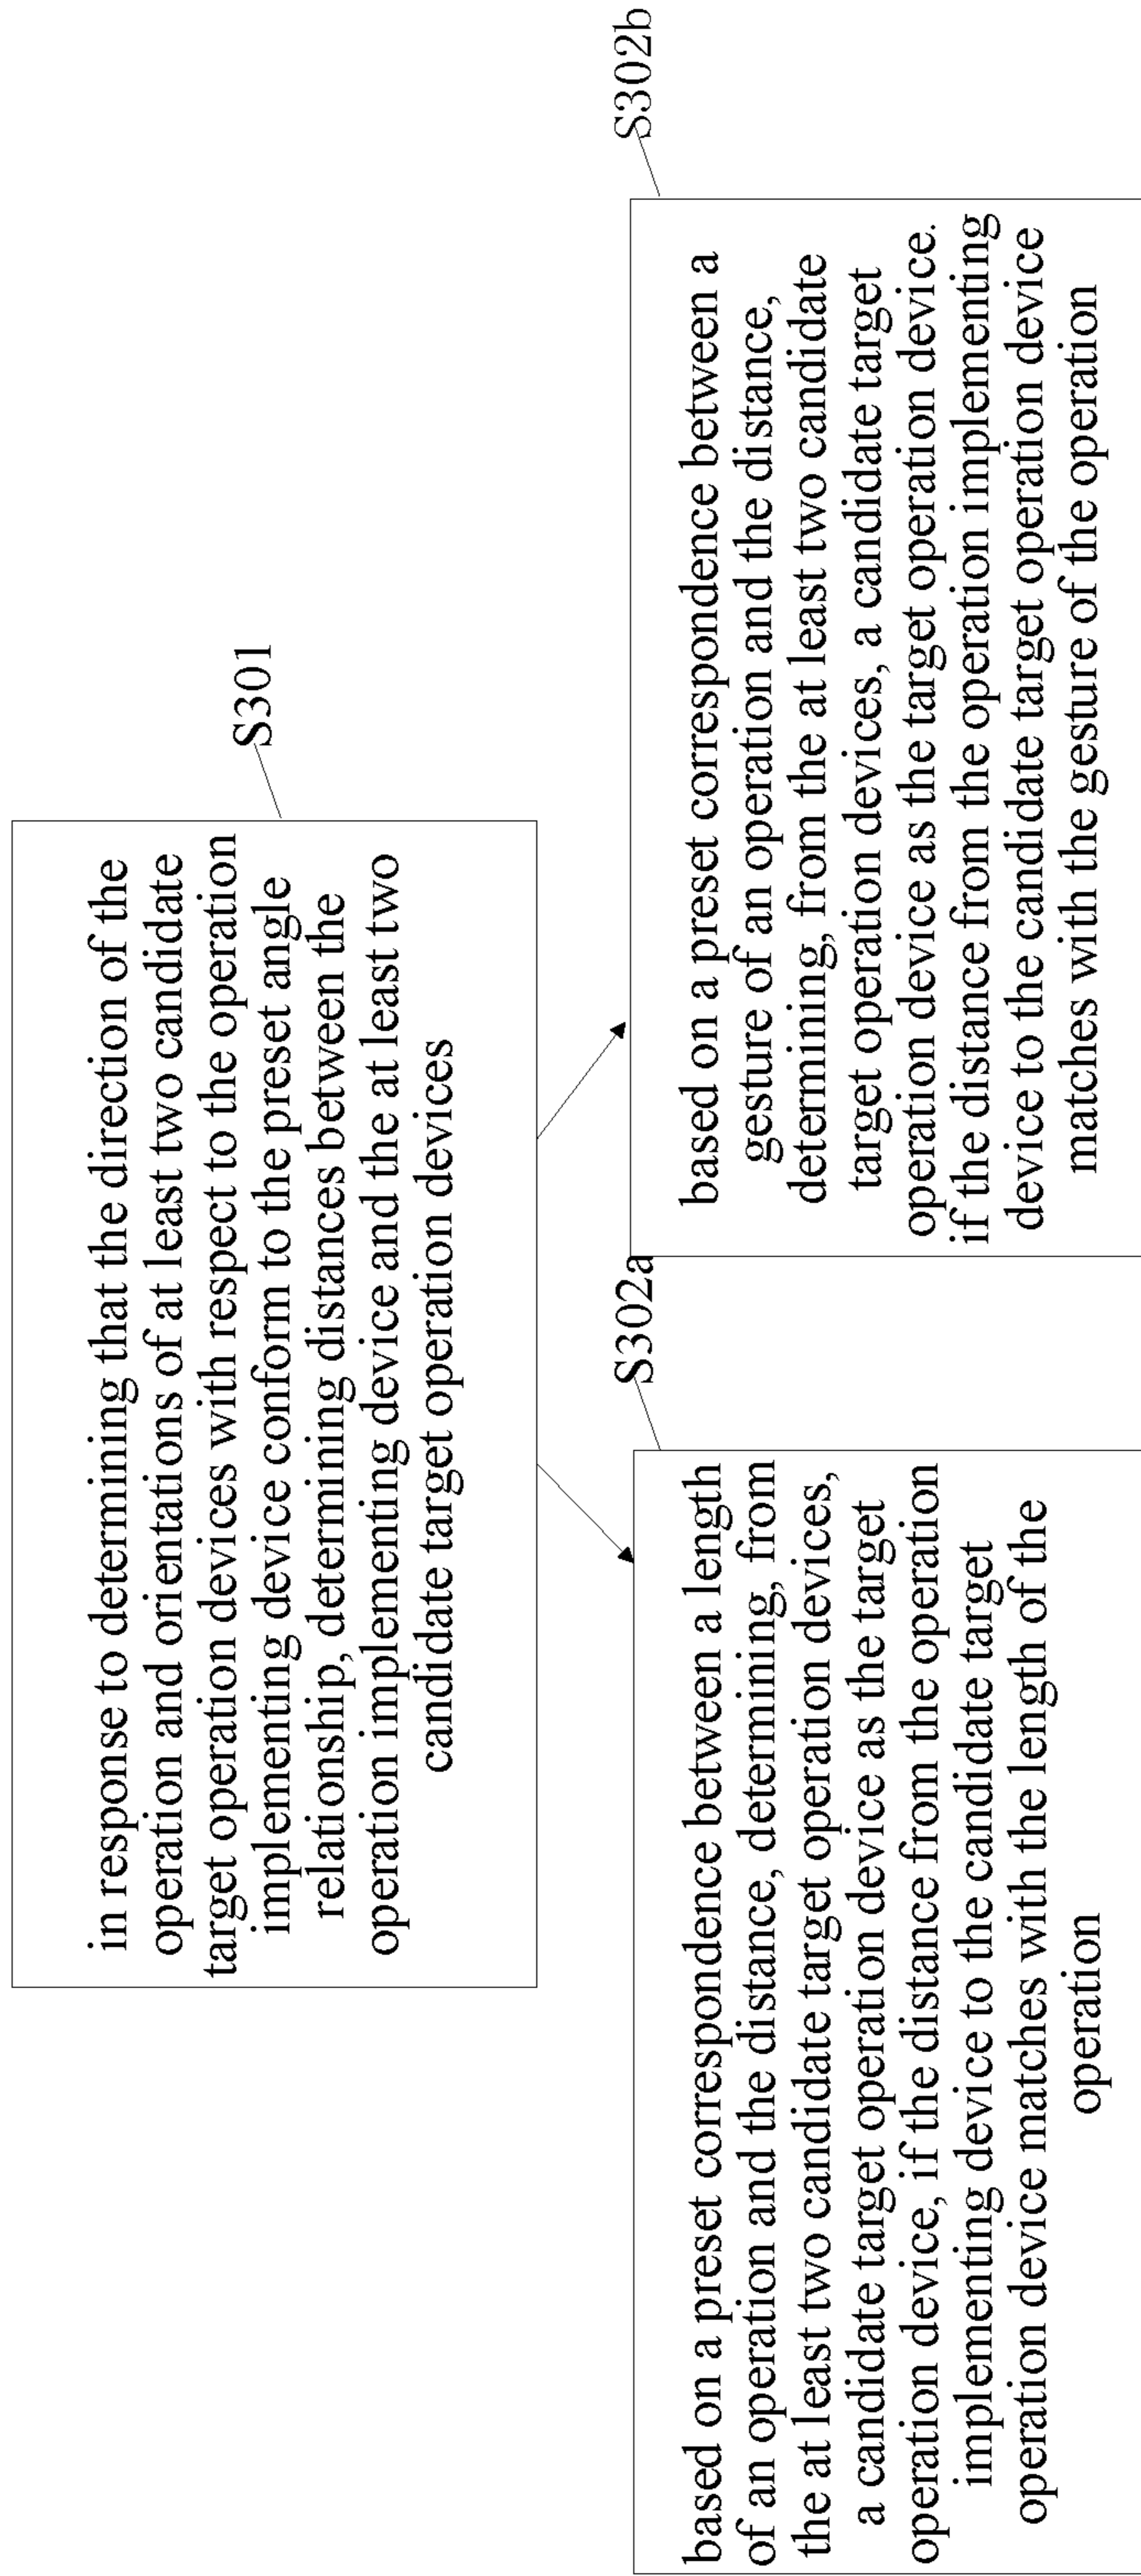 in response to determining that the direction of the
operation and orientations of at least two candidate
target operation devices with respect to the operation
implementing device conform to the preset angle
relationship, determining distances between the
operation implementing device and the at least two
candidate target operation devices
S301
based on a preset correspondence between a length
of an operation and the distance, determining, from
the at least two candidate target operation devices,
a candidate target operation device as the target
operation device, if the distance from the operation
implementing device to the candidate target
operation device matches with the length of the
operation
S302a
based on a preset correspondence between a
gesture of an operation and the distance,
determining, from the at least two candidate
target operation devices, a candidate target
operation device as the target operation device.
if the distance from the operation implementing
device to the candidate target operation device
matches with the gesture of the operation
S302b